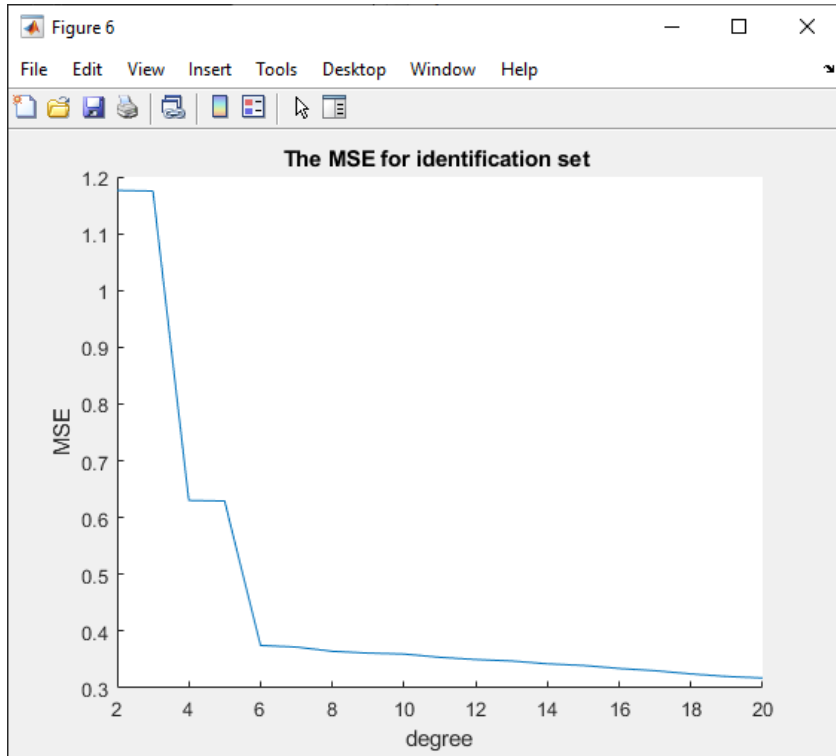 Figure 6
File Edit View Insert Tools Desktop Window Help
The MSE for identification set
1.2
1.1
1
0.9
0.8
0.7
0.6
0.5
0.4
0.3
MSE
2 4 6 8 10 12 14 16 18 20
degree